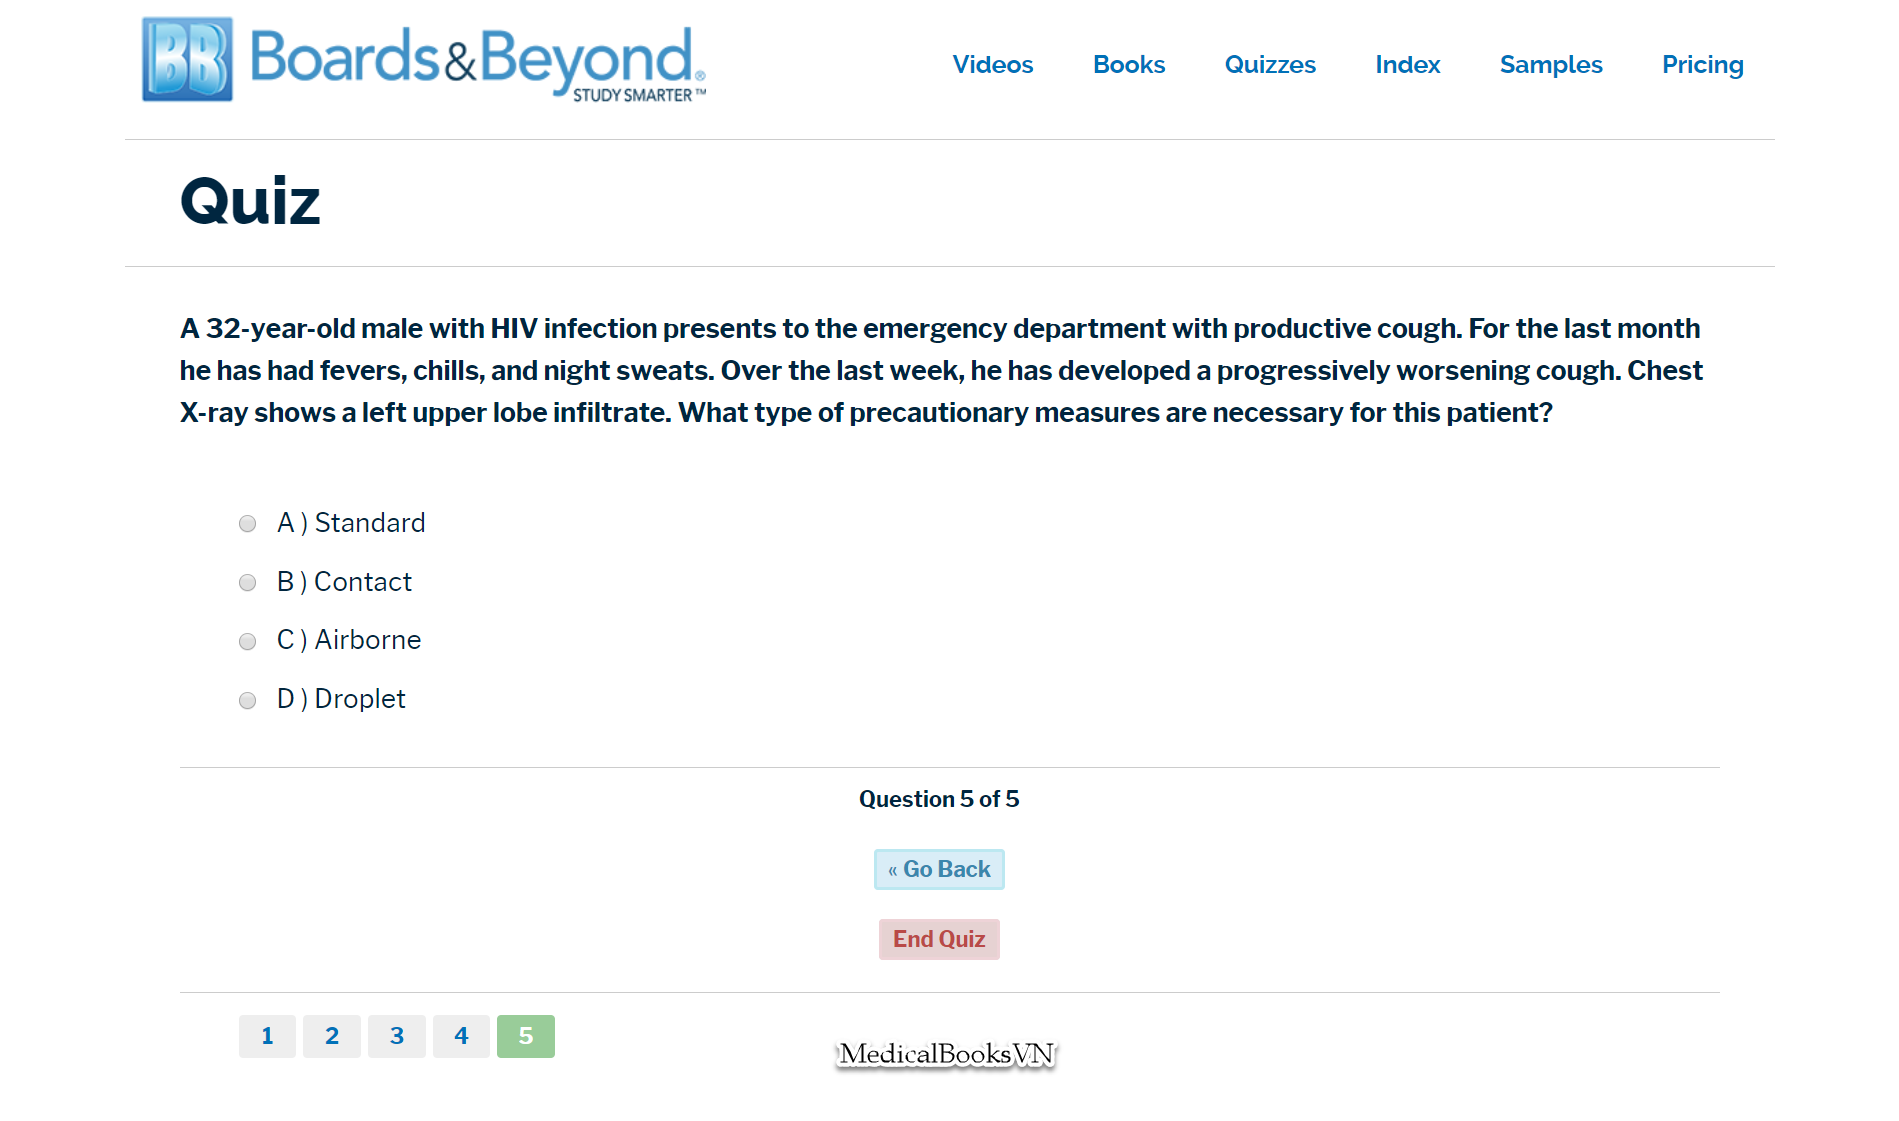 BB Boards&Beyond®
STUDY SMARTER™
Videos Books Quizzes Index Samples Pricing
Quiz
A 32-year-old male with HIV infection presents to the emergency department with productive cough. For the last month
he has had fevers, chills, and night sweats. Over the last week, he has developed a progressively worsening cough. Chest
X-ray shows a left upper lobe infiltrate. What type of precautionary measures are necessary for this patient?
A ) Standard
B ) Contact
C ) Airborne
D ) Droplet
Question 5 of 5
« Go Back
End Quiz
1 2 3 4 5
MedicalBooksVN